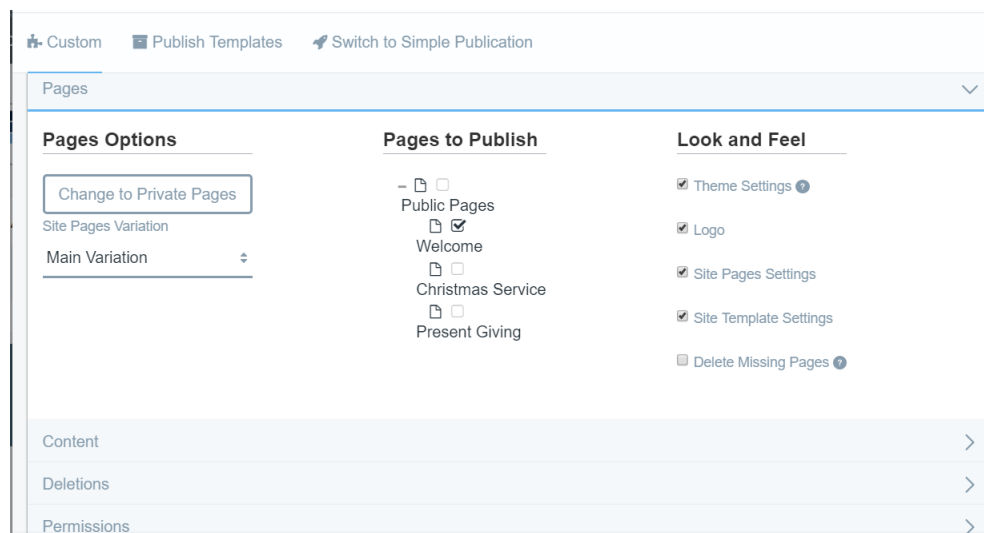 Custom
Publish Templates
Switch to Simple Publication
Pages
Pages Options
Change to Private Pages
Site Pages Variation
Main Variation
Pages to Publish
Public Pages
Welcome
Christmas Service
Present Giving
Look and Feel
Theme Settings
Logo
Site Pages Settings
Site Template Settings
Delete Missing Pages
Content
Deletions
Permissions